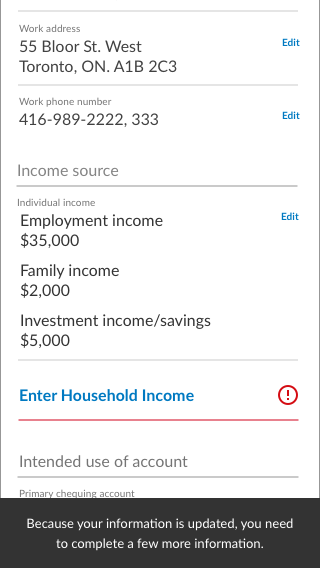 Work address
55 Bloor St. West
Edit
Toronto, ON. A1B 2C3
Work phone number
416-989-2222, 333
Edit
Income source
Individual income
Employment income
Edit
$35,000
Family income
$2,000
Investment income/savings
$5,000
Enter Household Income
Intended use of account
Primary chequing account
Because your information is updated, you need
to complete a few more information.